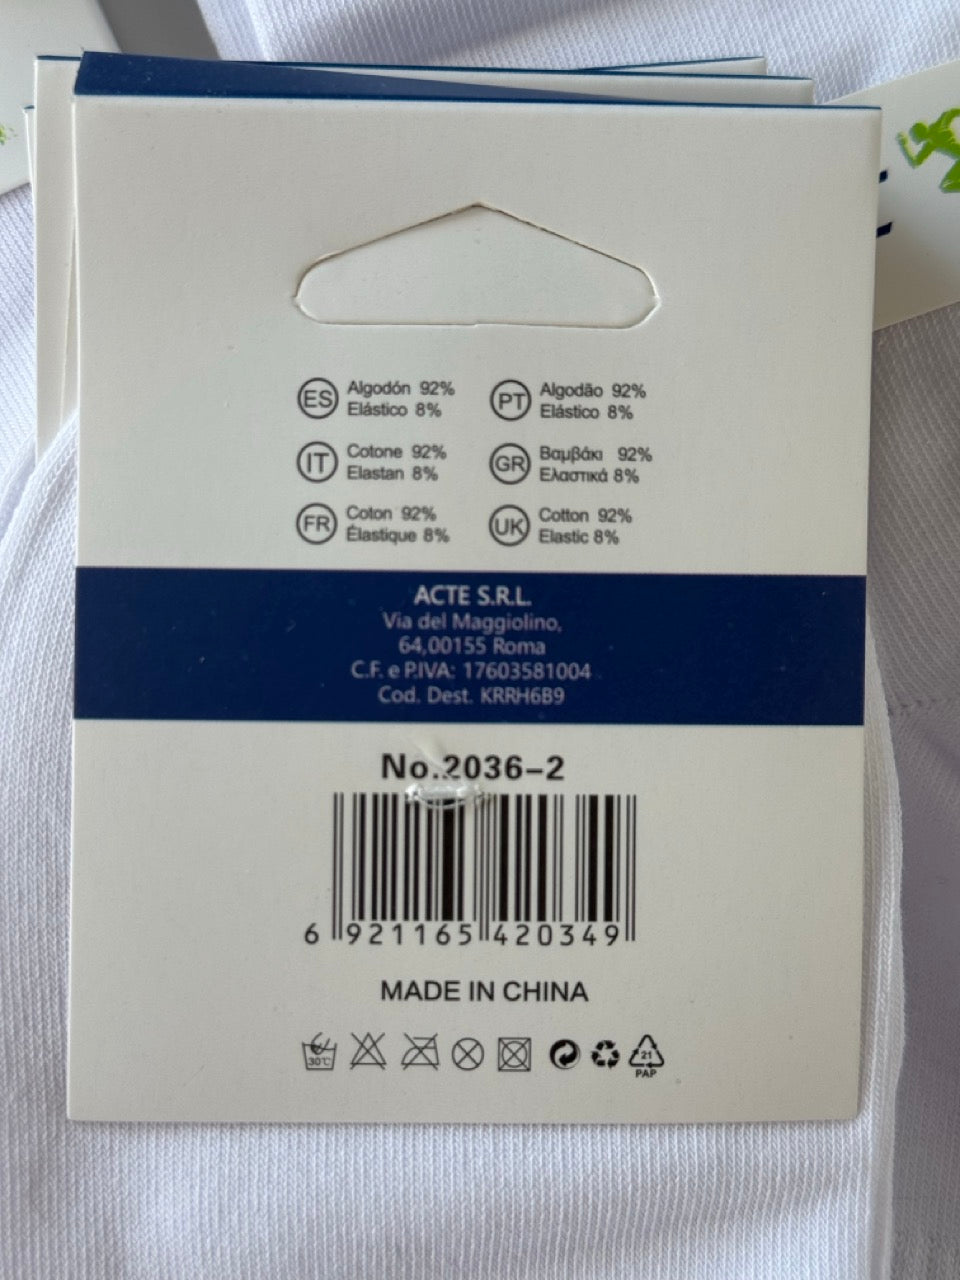 ES Algodón 92%
Elástico 8%
PT Algodão 92%
Elástico 8%
IT Cotone 92%
Elastan 8%
GR Βαμβάκι 92%
Ελαστικά 8%
FR Coton 92%
Élastique 8%
UK Cotton 92%
Elastic 8%
ACTE S.R.L.
Via del Maggiolino,
64,00155 Roma
C.F. e P.IVA: 17603581004
Cod. Dest. KRRH6B9
No.2036-2
6 921165 420349
MADE IN CHINA
30℃
21
PAP